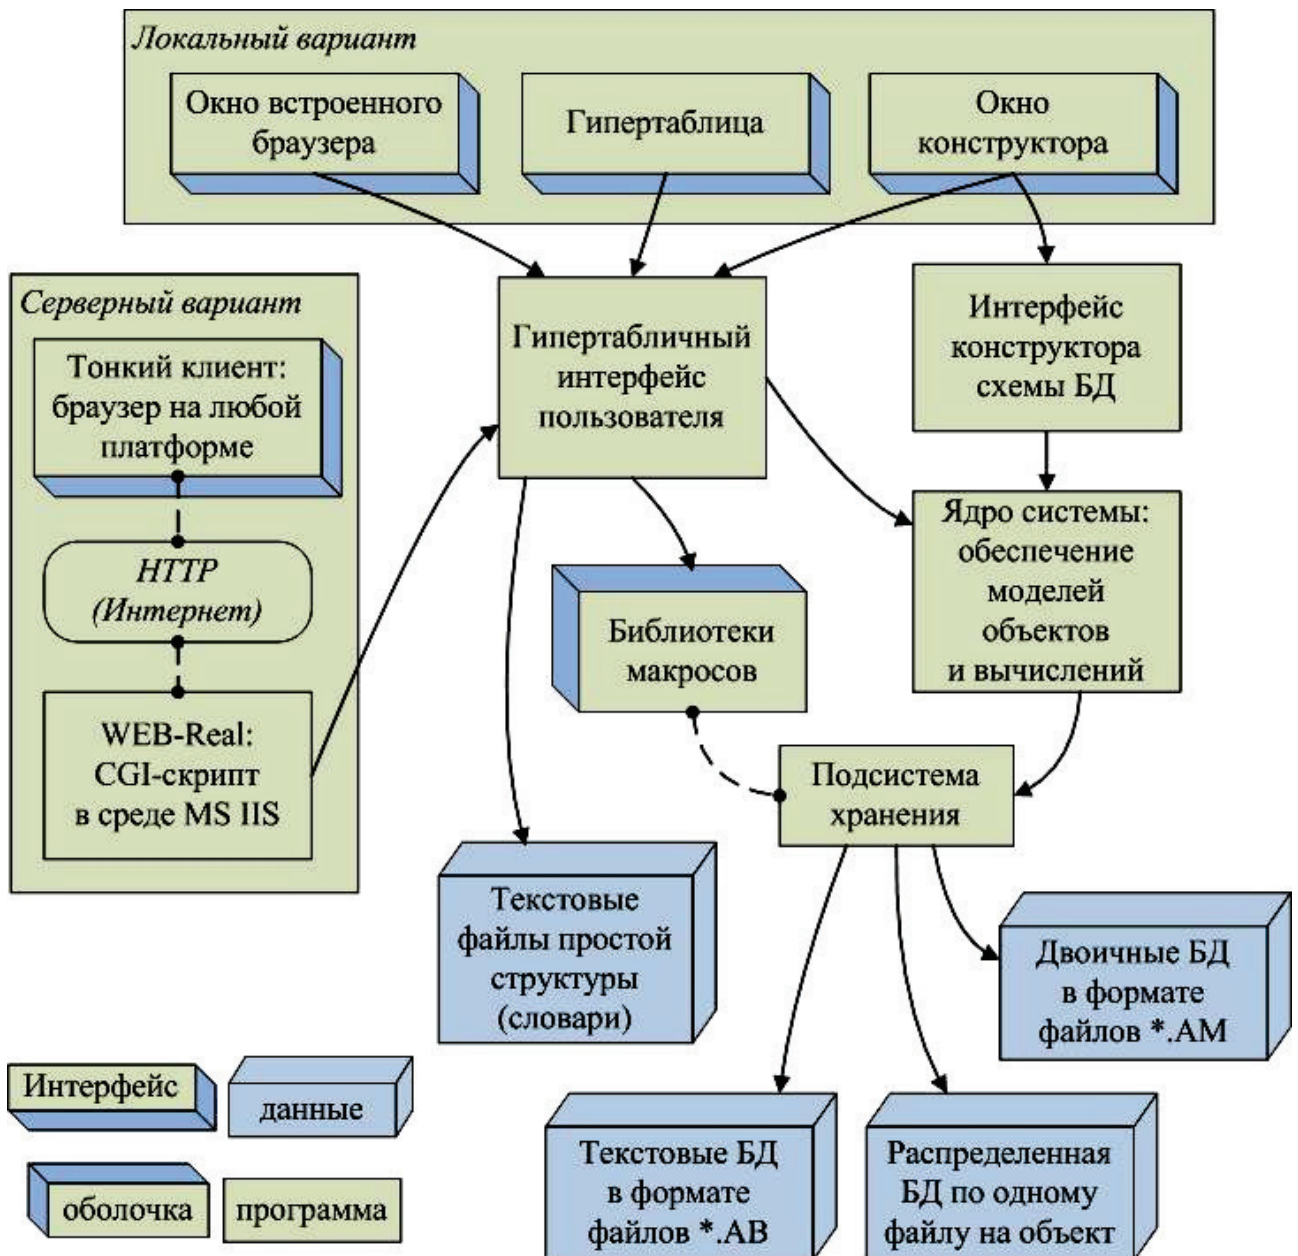 Локальный вариант
Окно встроенного
браузера
Гипертаблица
Окно
конструктора
Серверный вариант
Тонкий клиент:
браузер на любой
платформе
HTTP
(Интернет)
WEB-Real:
CGI-скрипт
в среде MS IIS
Гипертабличный
интерфейс
пользователя
Интерфейс
конструктора
схемы БД
Ядро системы:
обеспечение
моделей
объектов
и вычислений
Библиотеки
макросов
Подсистема
хранения
Текстовые
файлы простой
структуры
(словари)
Двоичные БД
в формате
файлов *.AM
Текстовые БД
в формате
файлов *.AB
Распределенная
БД по одному
файлу на объект
Интерфейс
данные
оболочка
программа